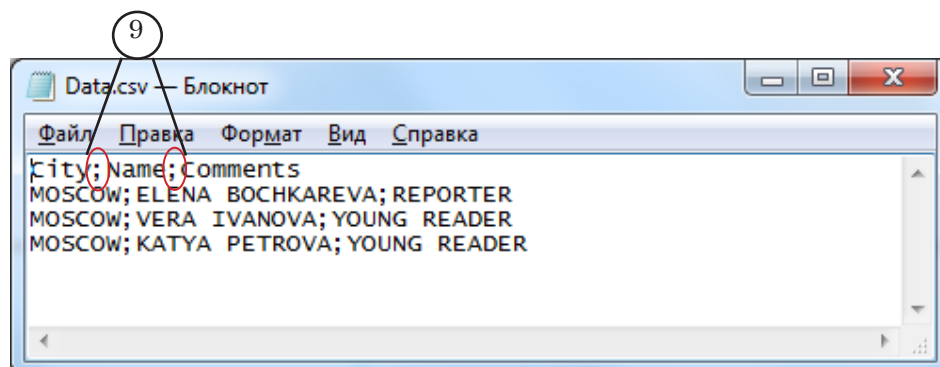 9
Data.csv — Блокнот
Файл Правка Формат Вид Справка
City;Name;Comments
MOSCOW;ELENA BOCHKAREVA;REPORTER
MOSCOW;VERA IVANOVA;YOUNG READER
MOSCOW;KATYA PETROVA;YOUNG READER